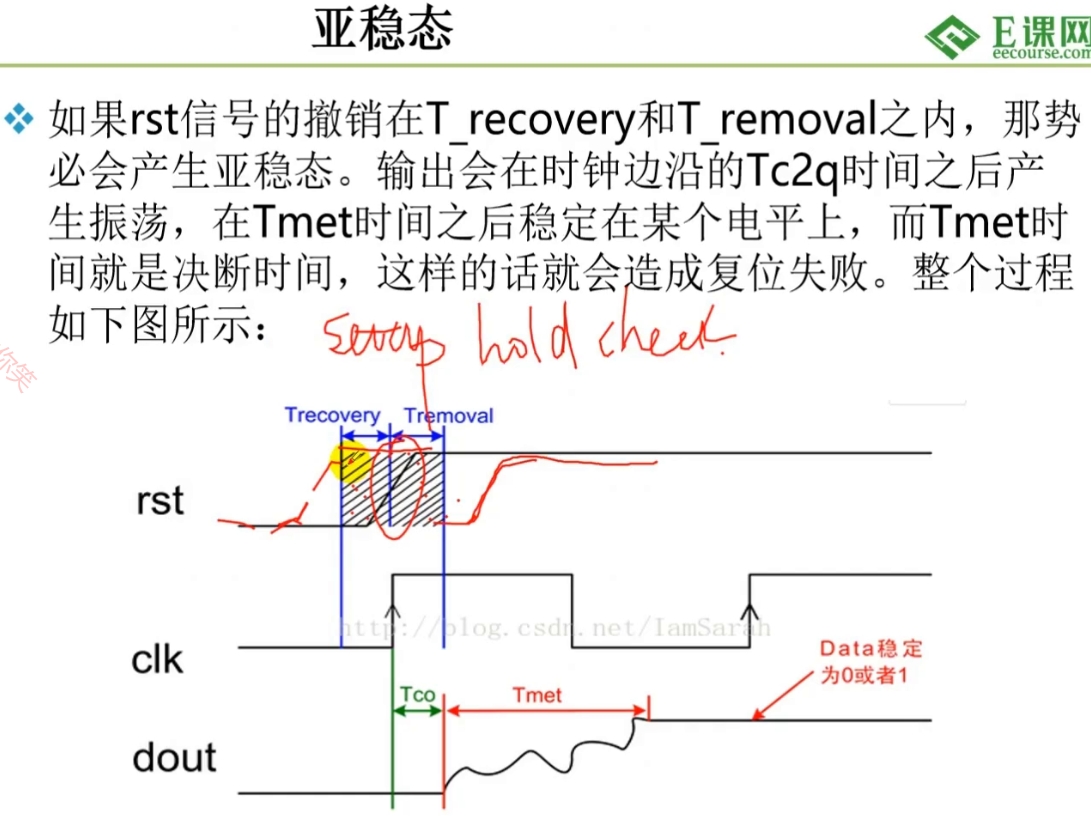 亚稳态
E课网
eecourse.com
如果rst信号的撤销在T_recovery和T_removal之内，那势
必会产生亚稳态。输出会在时钟边沿的Tc2q时间之后产
生振荡，在Tmet时间之后稳定在某个电平上，而Tmet时
间就是决断时间，这样的话就会造成复位失败。整个过程
如下图所示：
setup hold check.
你笑
Trecovery Tremoval
rst
http://blog.csdn.net/IamSarah
clk
Data稳定
为0或者1
Tco Tmet
dout